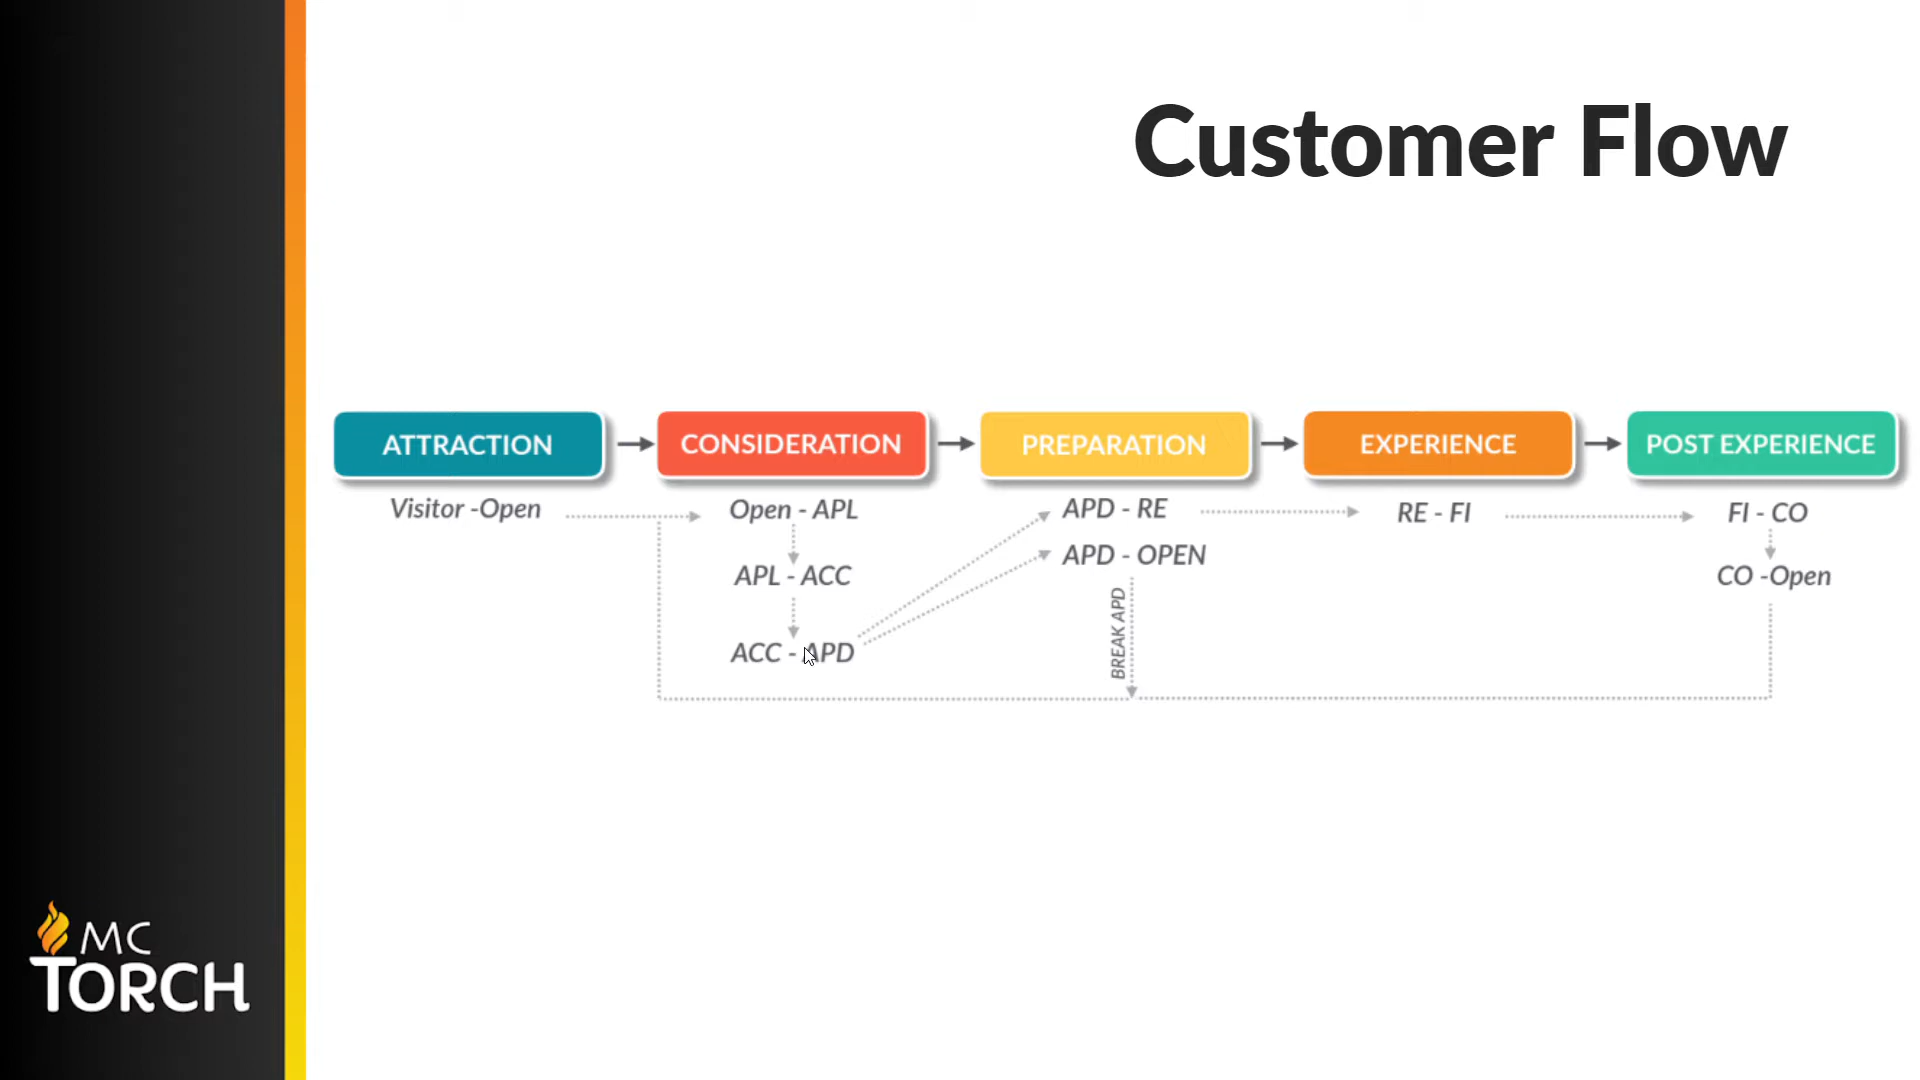 Customer Flow
ATTRACTION
CONSIDERATION
PREPARATION
EXPERIENCE
POST EXPERIENCE
Visitor -Open
Open - APL
APL - ACC
ACC - APD
APD - RE
APD - OPEN
BREAK APD
RE - FI
FI - CO
CO -Open
MC
TORCH